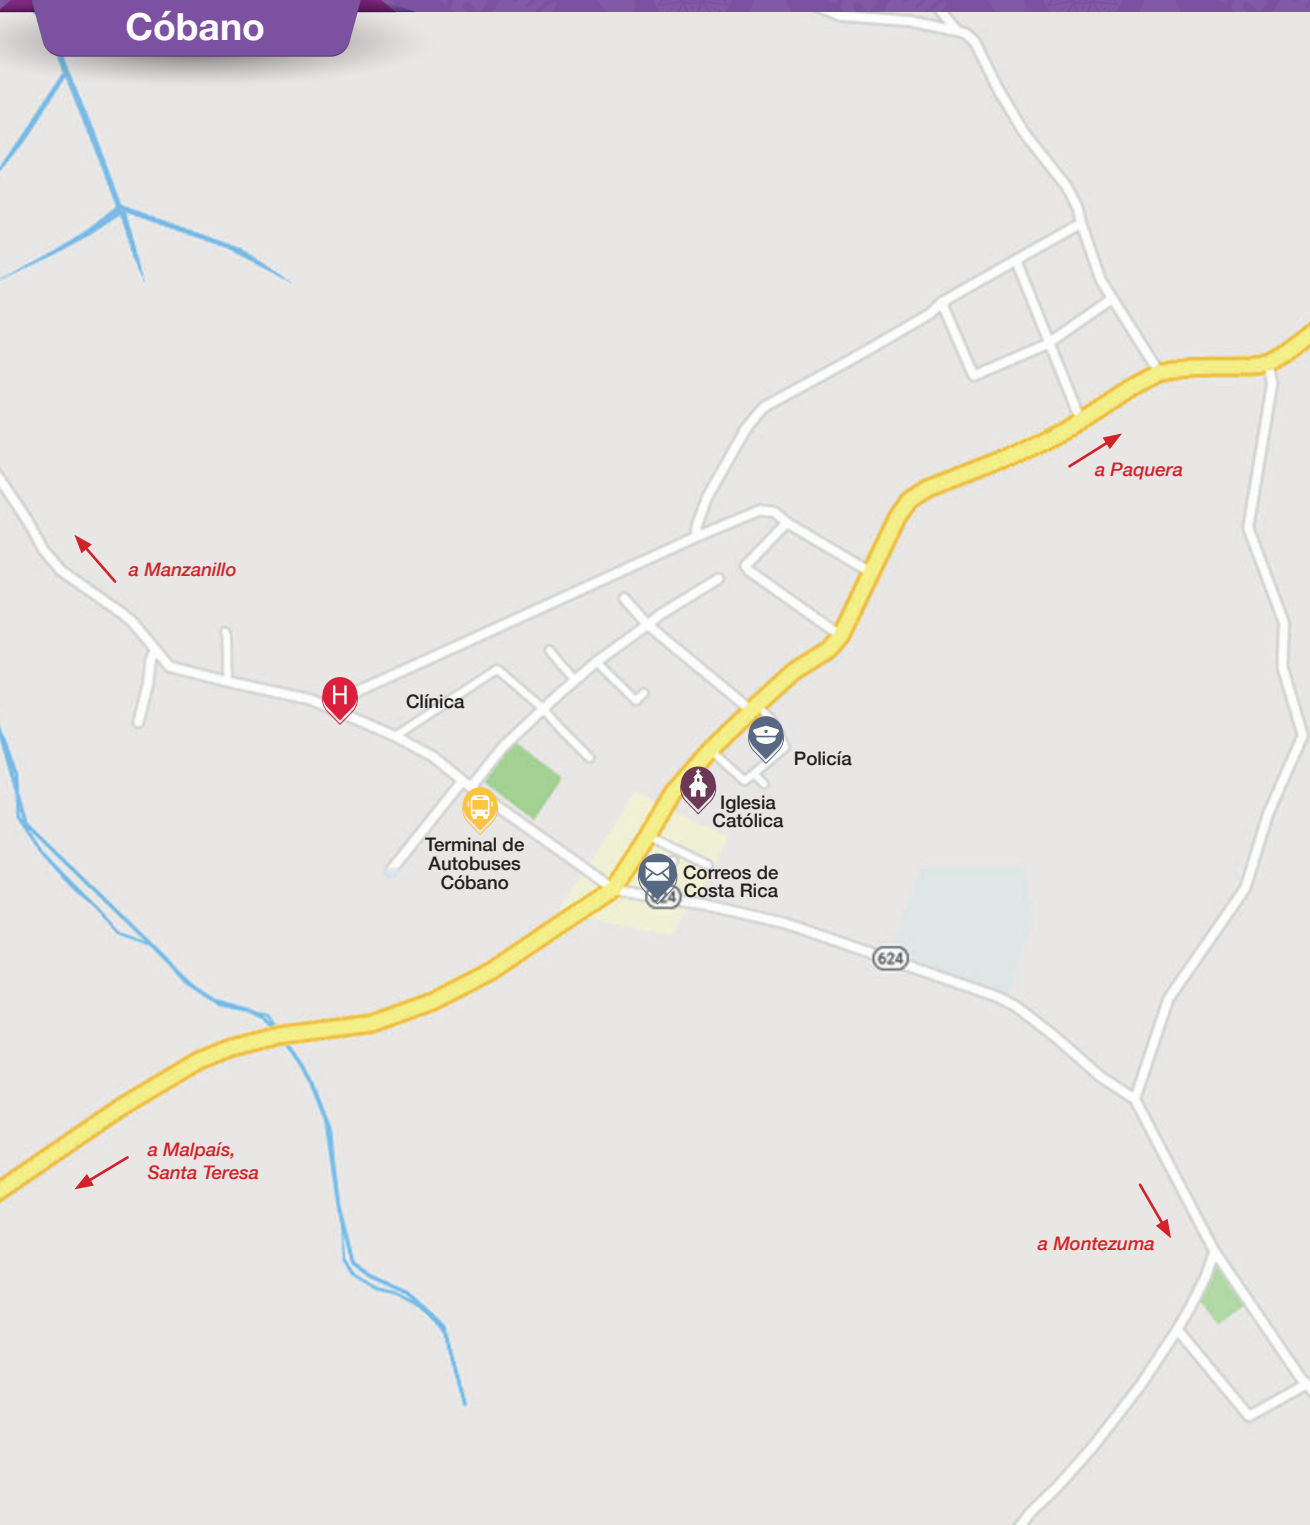 Cóbano
a Paquera
a Manzanillo
H
Clínica
Policía
Iglesia
Católica
Terminal de
Autobuses
Cóbano
Correos de
Costa Rica
624
624
a Malpaís,
Santa Teresa
a Montezuma